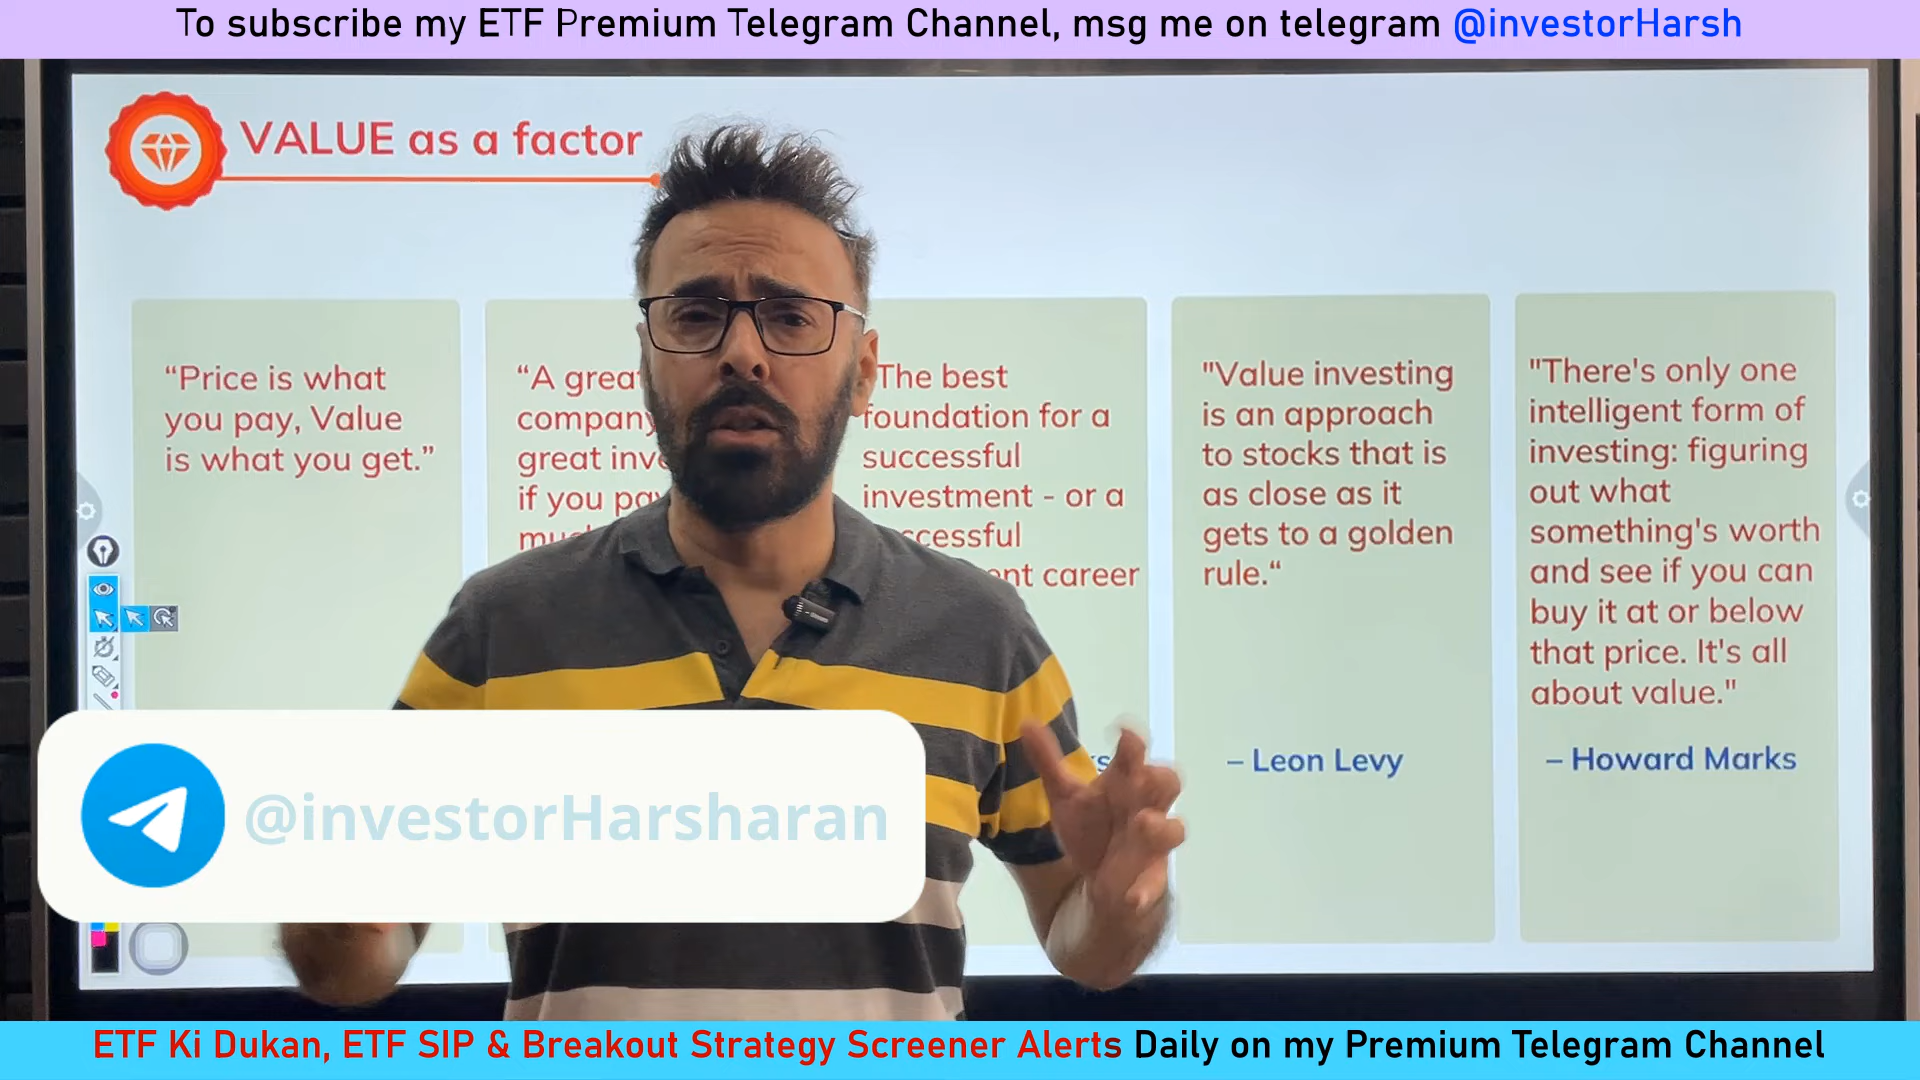 To subscribe my ETF Premium Telegram Channel, msg me on telegram @investorHarsh
VALUE as a factor
“Price is what
you pay, Value
is what you get.”
“A great
company
great
if you pay
The best
foundation for a
successful
investment - or a
career
"Value investing
is an approach
to stocks that is
as close as it
gets to a golden
rule.“
– Leon Levy
"There's only one
intelligent form of
investing: figuring
out what
something's worth
and see if you can
buy it at or below
that price. It's all
about value."
– Howard Marks
@investorHarsharan
ETF Ki Dukan, ETF SIP & Breakout Strategy Screener Alerts Daily on my Premium Telegram Channel